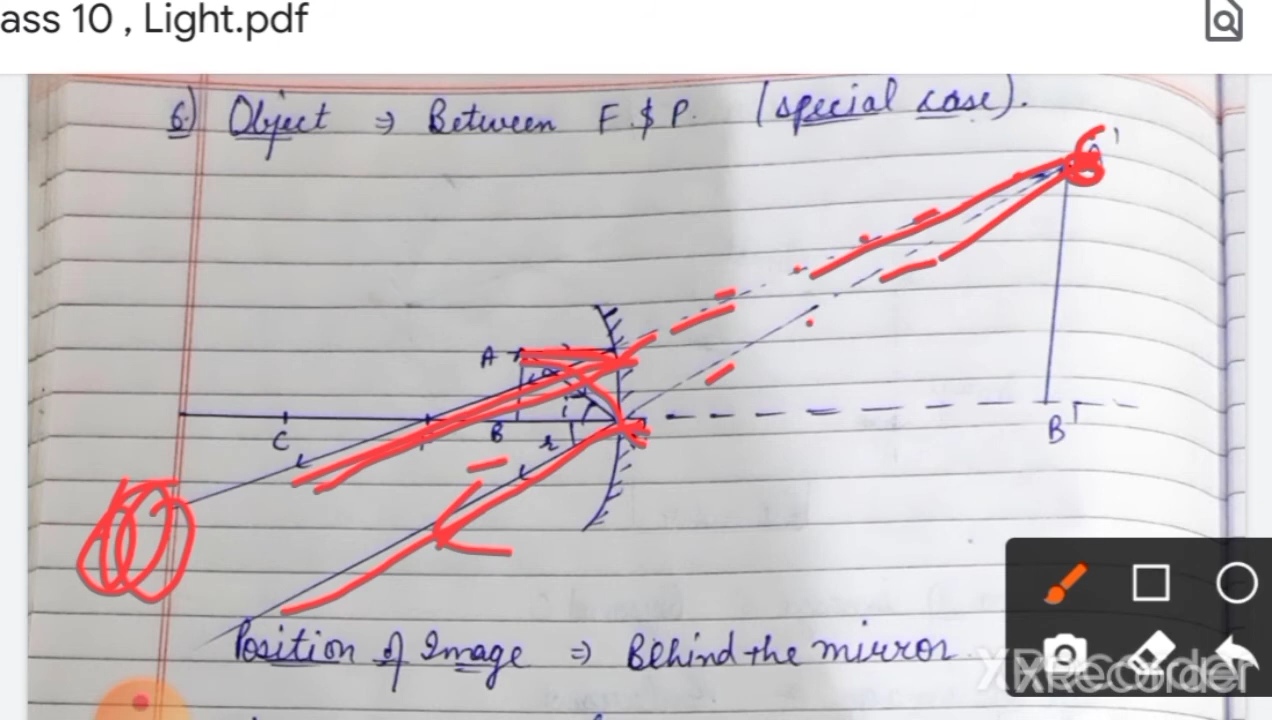 ass 10 , Light.pdf
6) Object ⇒ Between F & P. (special case).
A'
A
i
C
B
r
B'
Position of Image ⇒ Behind the mirror
XRecorder